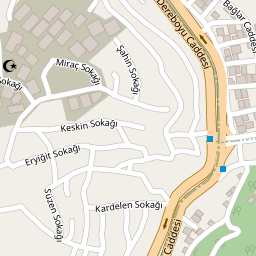 Bağlar Caddesi
Dereboyu Caddesi
Şahin Sokağı
Miraç Sokağı
Sokağı
Keskin Sokağı
Eryiğit Sokağı
Süzen Sokağı
Kardelen Sokağı
Caddesi